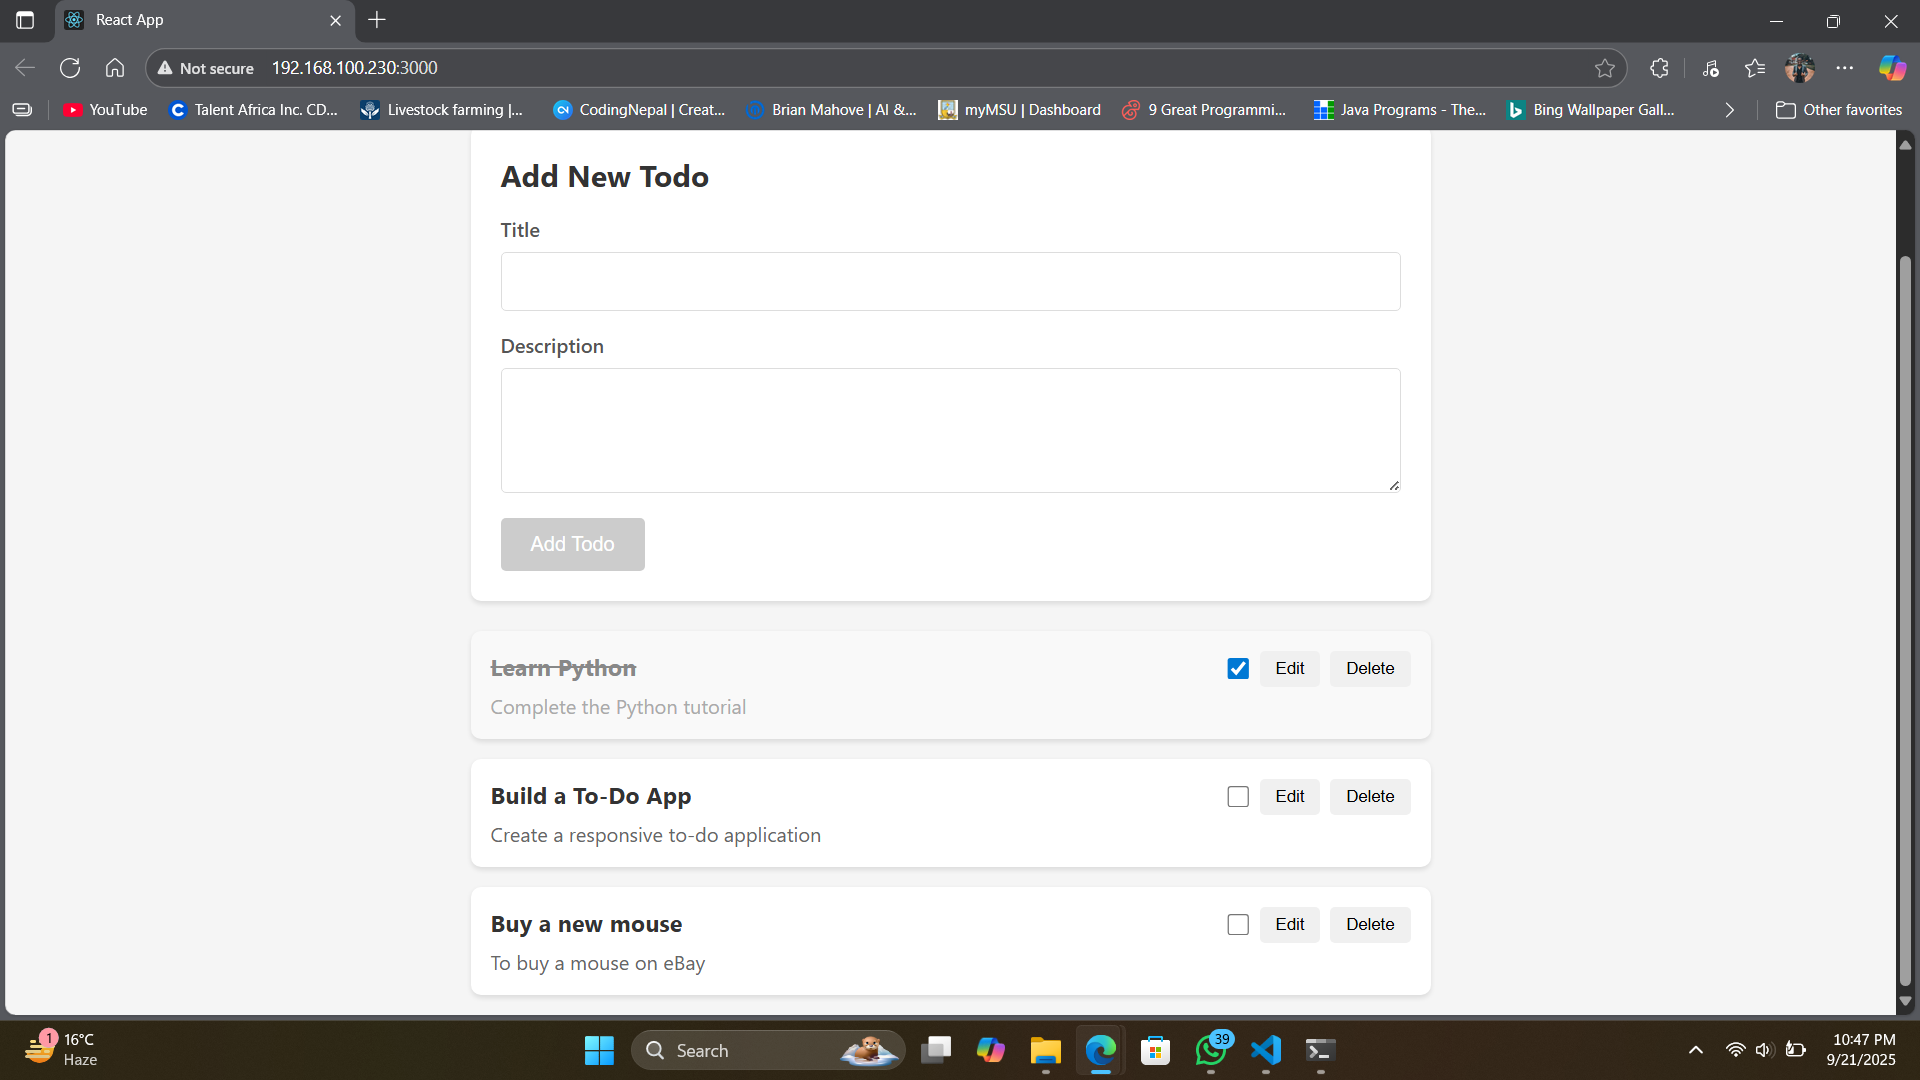 React App
Not secure 192.168.100.230:3000
YouTube Talent Africa Inc. CD... Livestock farming |... CodingNepal | Creat... Brian Mahove | AI &... myMSU | Dashboard 9 Great Programmi... Java Programs - The... Bing Wallpaper Gall... Other favorites
Add New Todo
Title
Description
Add Todo
Learn Python Edit Delete
Complete the Python tutorial
Build a To-Do App Edit Delete
Create a responsive to-do application
Buy a new mouse Edit Delete
To buy a mouse on eBay
1 16°C
Haze
Search
39
10:47 PM
9/21/2025